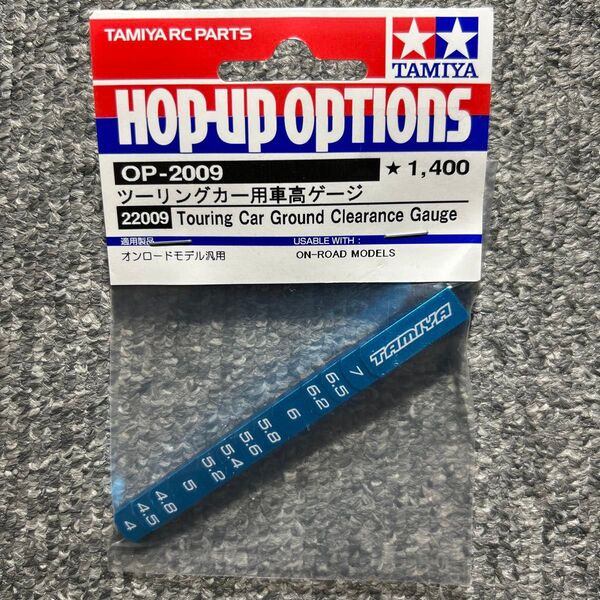 TAMIYA RC PARTS
TAMIYA
HOP-UP OPTIONS
OP-2009
★ 1,400
ツーリングカー用車高ゲージ
22009 Touring Car Ground Clearance Gauge
適用製品
USABLE WITH :
オンロードモデル汎用
ON-ROAD MODELS
TAMIYA
7
6.5
6.2
6
5.8
5.6
5.4
5.2
5
4.8
4.5
4